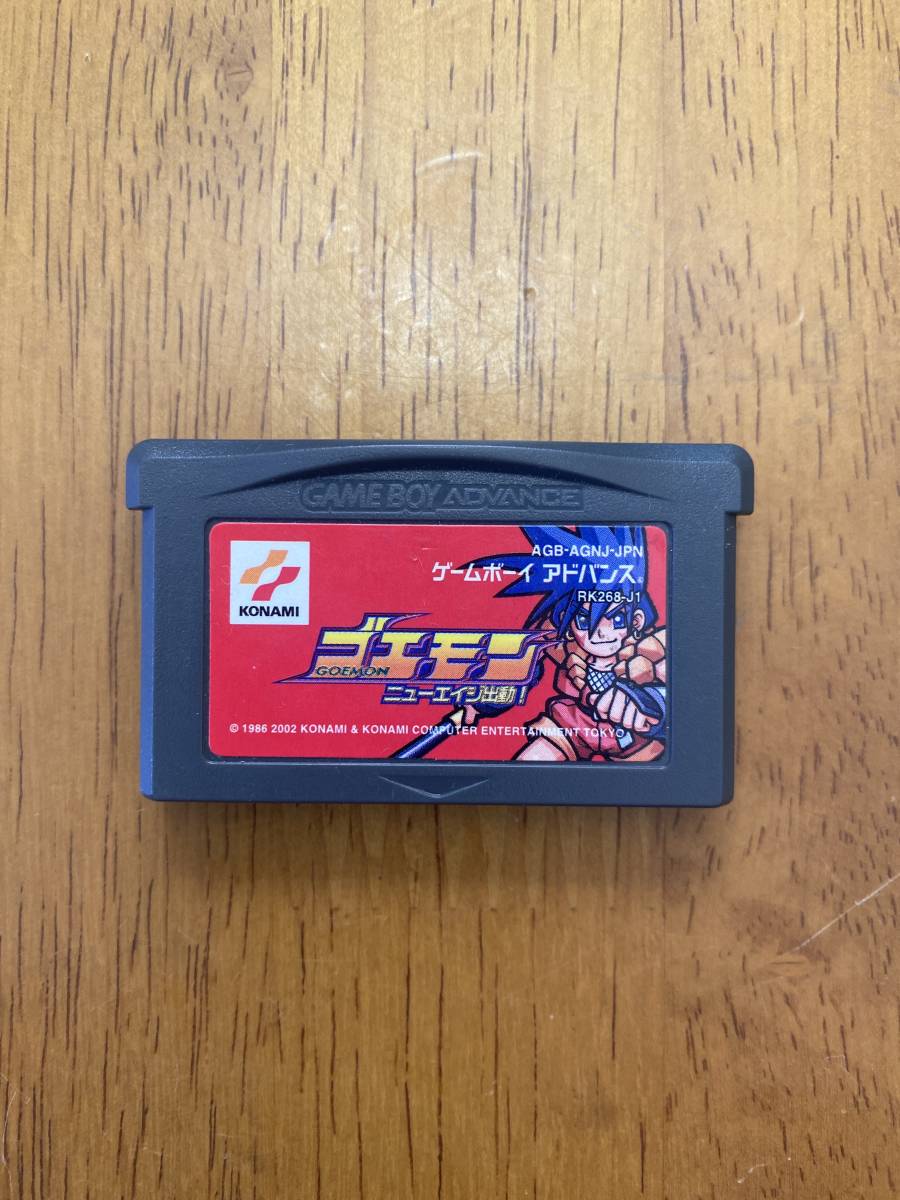 GAME BOY ADVANCE
AGB-AGNJ-JPN
ゲームボーイ アドバンス®
RK268-J1
KONAMI
ゴエモン
GOEMON
ニューエイジ出動!
© 1986 2002 KONAMI & KONAMI COMPUTER ENTERTAINMENT TOKYO